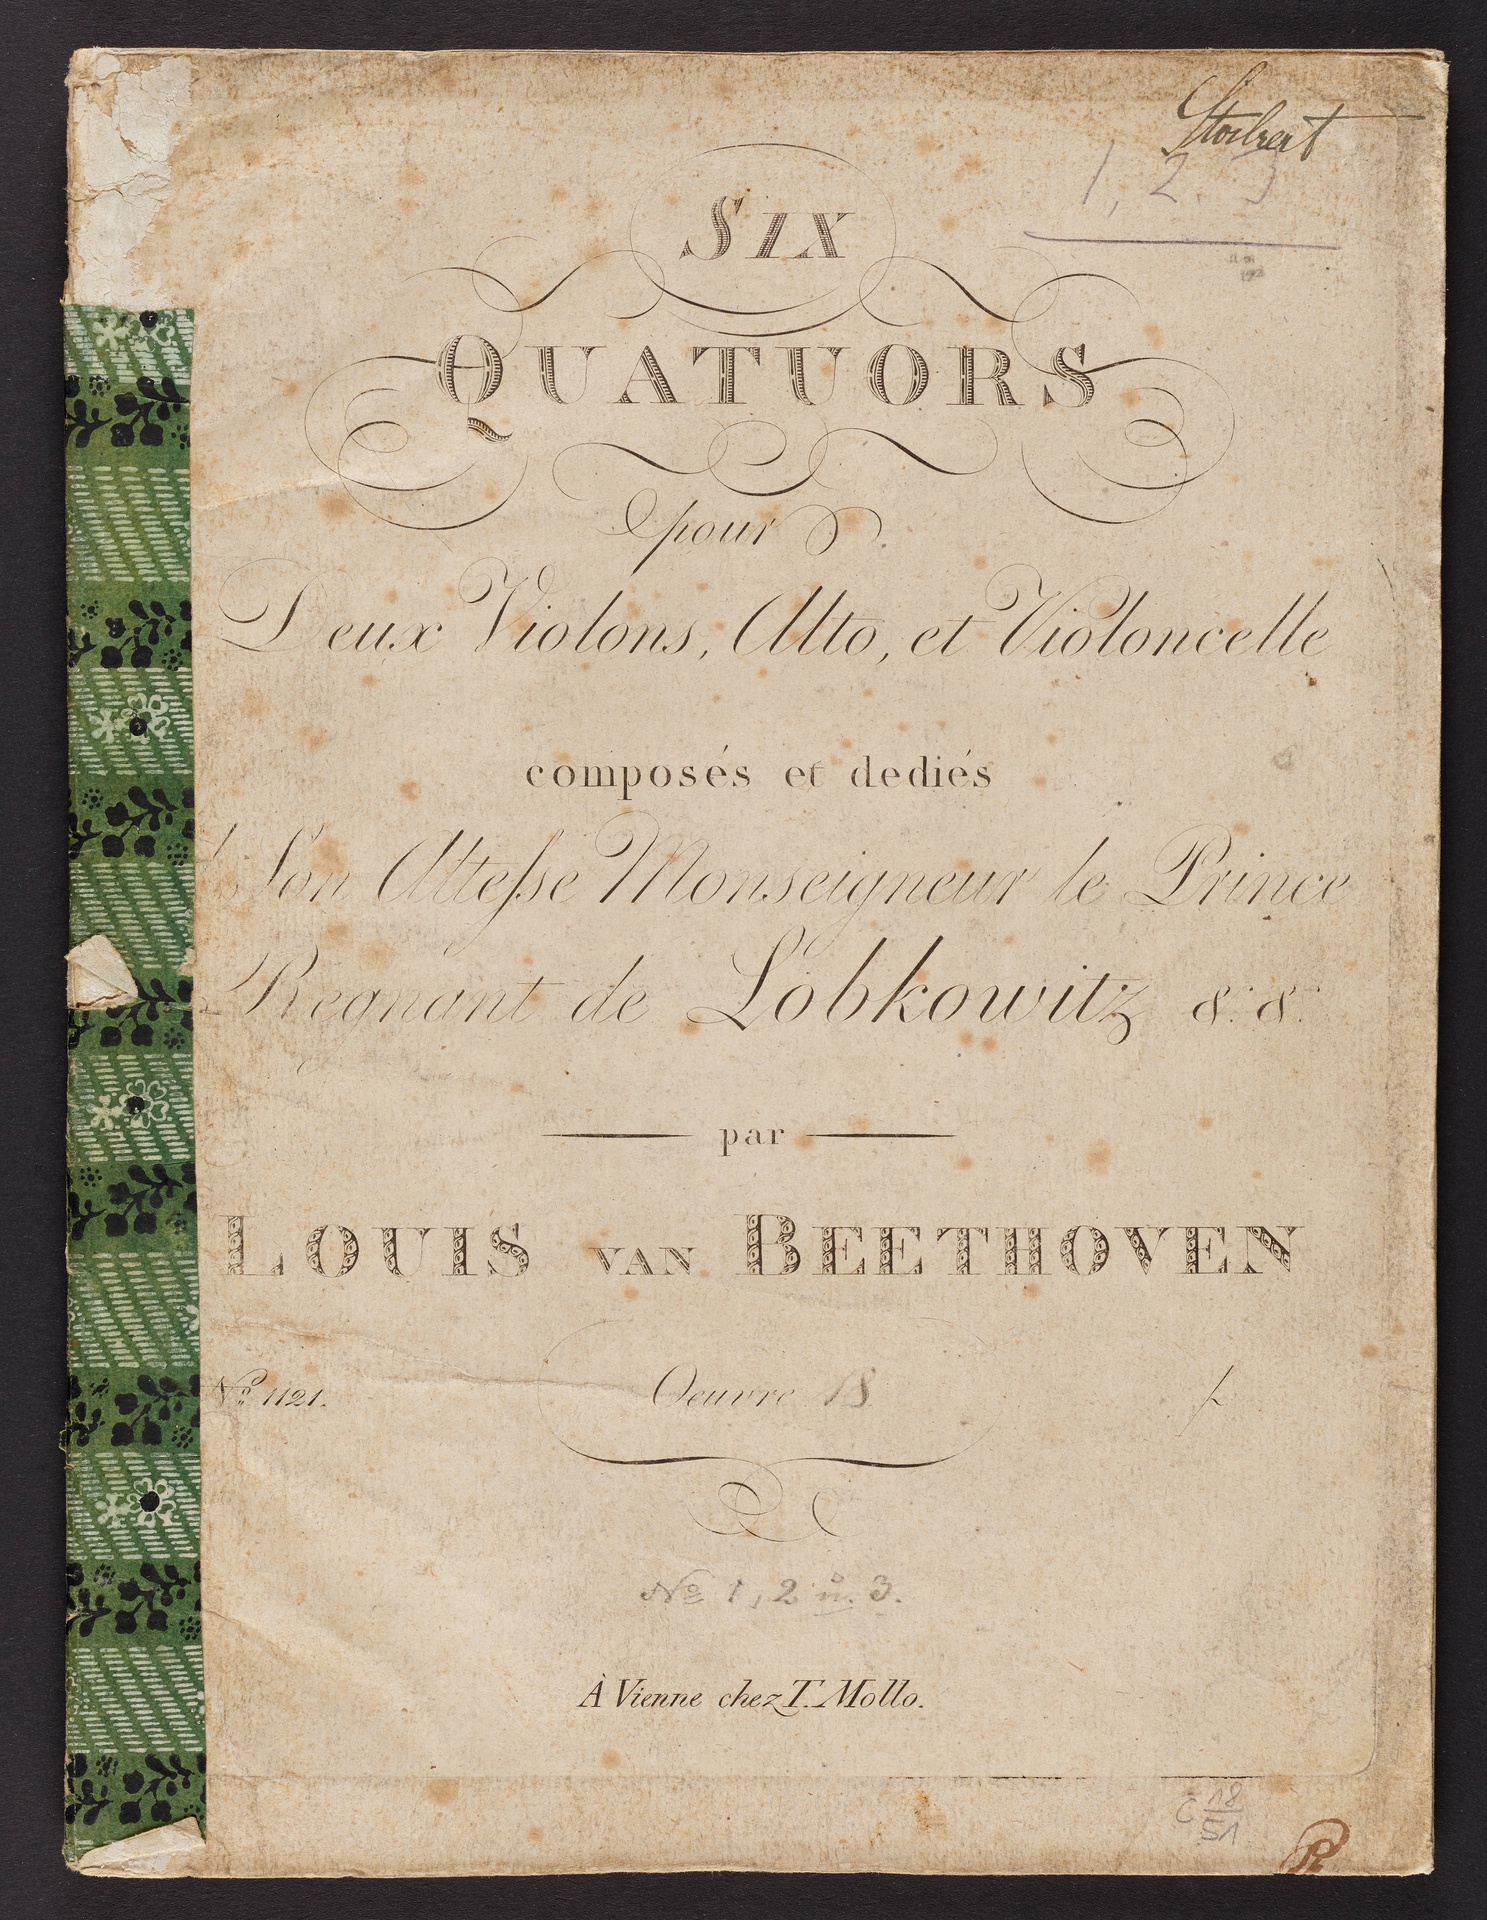 1, 2. 3
SIX
QUATUORS
pour
Deux Violons, Alto, et Violoncelle
composés et dediés
Son Altesse Monseigneur le Prince
Regnant de Lobkowitz &. &.
par
LOUIS VAN BEETHOVEN
No. 1121.
Oeuvre 18
f
No 1, 2 u. 3.
À Vienne chez T. Mollo.
C 18
51